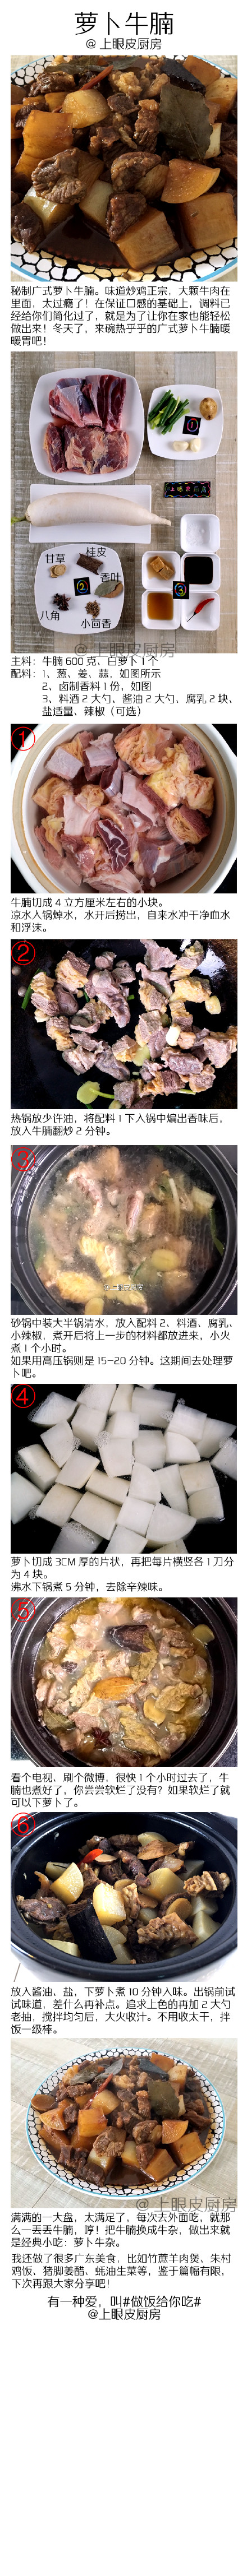 萝卜牛腩
@上眼皮厨房
秘制广式萝卜牛腩。味道炒鸡正宗，大颗牛肉在
里面，太过瘾了！在保证口感的基础上，调料已
经给你们简化过了，就是为了让你在家也能轻松
做出来！冬天了，来碗热乎乎的广式萝卜牛腩暖
暖胃吧！
①
甘草
桂皮
②
香叶
③
八角
小茴香
@上眼皮厨房
主料：牛腩 600 克、白萝卜 1 个
配料：1、葱、姜、蒜，如图所示
2、卤制香料 1 份，如图
3、料酒 2 大勺、酱油 2 大勺、腐乳 2 块、
盐适量、辣椒（可选）
①
牛腩切成 4 立方厘米左右的小块。
凉水入锅焯水，水开后捞出，自来水冲干净血水
和浮沫。
②
热锅放少许油，将配料 1 下入锅中煸出香味后，
放入牛腩翻炒 2 分钟。
③
砂锅中装大半锅清水，放入配料 2、料酒、腐乳、
小辣椒，煮开后将上一步的材料都放进来，小火
煮 1 个小时。
如果用高压锅则是 15-20 分钟。这期间去处理萝
卜吧。
④
萝卜切成 3CM 厚的片状，再把每片横竖各 1 刀分
为 4 块。
沸水下锅煮 5 分钟，去除辛辣味。
⑤
看个电视、刷个微博，很快 1 个小时过去了，牛
腩也煮好了，你尝尝软烂了没有？如果软烂了就
可以下萝卜了。
⑥
放入酱油、盐，下萝卜煮 10 分钟入味。出锅前试
试味道，差什么再补点。追求上色的再加 2 大勺
老抽，搅拌均匀后，大火收汁。不用收太干，拌
饭一级棒。
@上眼皮厨房
满满的一大盘，太满足了，每次去外面吃，就那
么一丢丢牛腩，哼！把牛腩换成牛杂，做出来就
是经典小吃：萝卜牛杂。
我还做了很多广东美食，比如竹蔗羊肉煲、朱村
鸡饭、猪脚姜醋、蚝油生菜等，鉴于篇幅有限，
下次再跟大家分享吧！
有一种爱，叫#做饭给你吃#
@上眼皮厨房